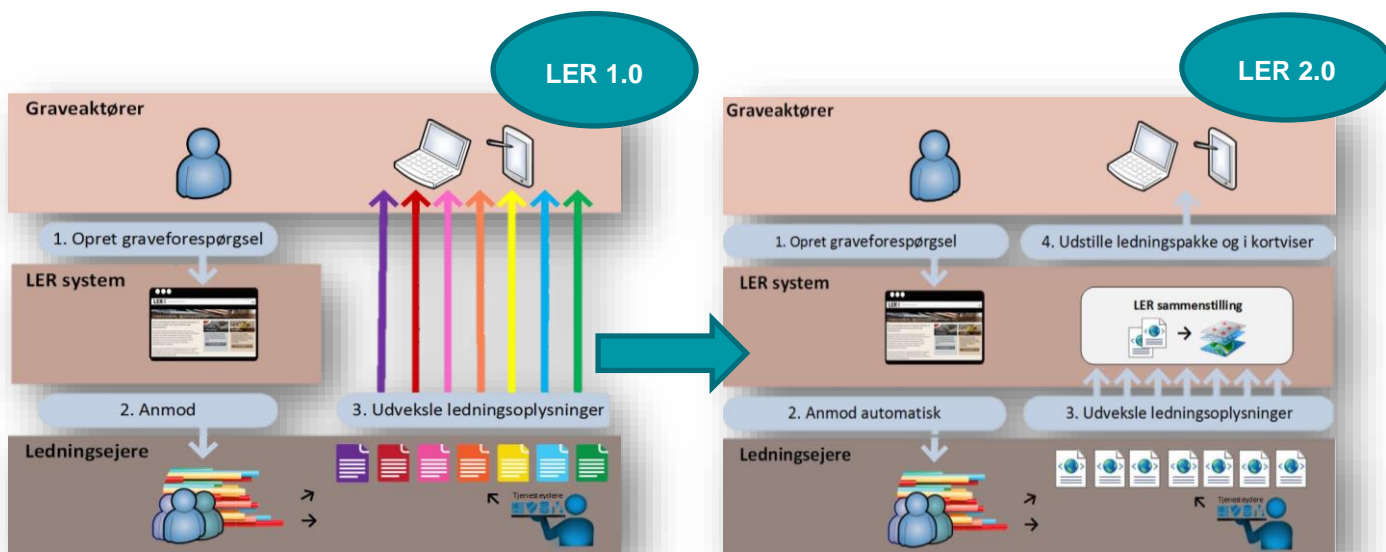 LER 1.0
Graveaktører
1. Opret graveforespørgsel
LER system
LER
2. Anmod
3. Udveksle ledningsoplysninger
Ledningsejere
Tjenesteydere
LER 2.0
Graveaktører
1. Opret graveforespørgsel
4. Udstille ledningspakke og i kortviser
LER system
LER
LER sammenstilling
2. Anmod automatisk
3. Udveksle ledningsoplysninger
Ledningsejere
Tjenesteydere